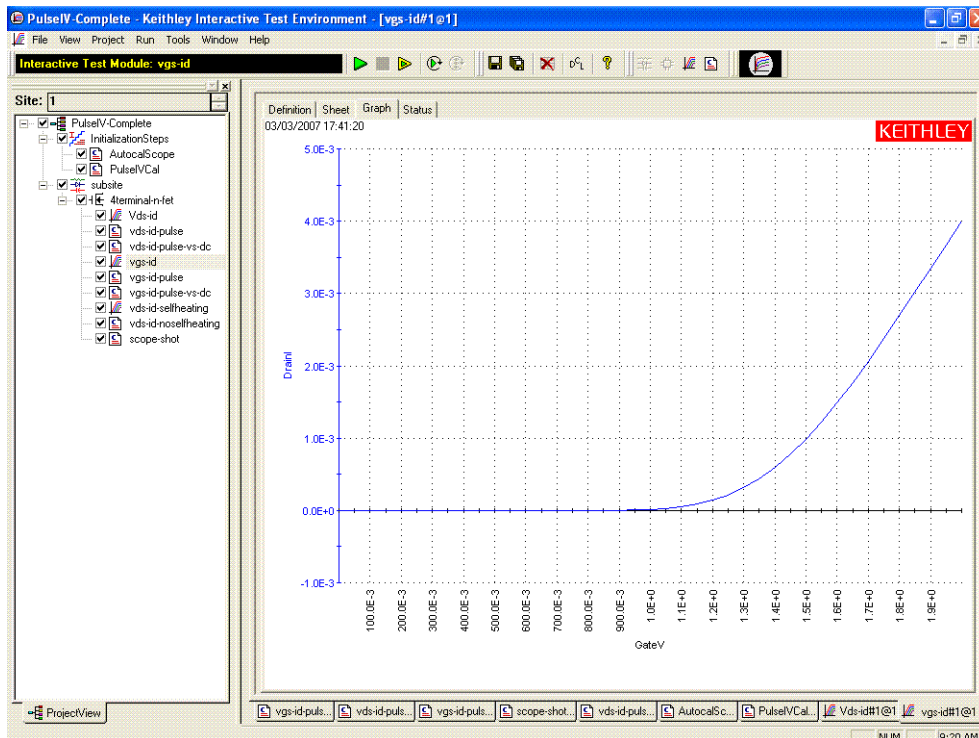 PulseIV-Complete - Keithley Interactive Test Environment - [vgs-id#1@1]
File View Project Run Tools Window Help
Interactive Test Module: vgs-id
Site: 1
PulseIV-Complete
InitializationSteps
AutocalScope
PulseIVCal
subsite
4terminal-n-fet
Vds-id
vds-id-pulse
vds-id-pulse-vs-dc
vgs-id
vgs-id-pulse
vgs-id-pulse-vs-dc
vds-id-selfheating
vds-id-noselfheating
scope-shot
ProjectView
Definition Sheet Graph Status
03/03/2007 17:41:20
KEITHLEY
5.0E-3
4.0E-3
3.0E-3
2.0E-3
1.0E-3
0.0E+0
-1.0E-3
DrainI
100.0E-3 200.0E-3 300.0E-3 400.0E-3 500.0E-3 600.0E-3 700.0E-3 800.0E-3 900.0E-3 1.0E+0 1.1E+0 1.2E+0 1.3E+0 1.4E+0 1.5E+0 1.6E+0 1.7E+0 1.8E+0 1.9E+0
GateV
vgs-id-puls... vds-id-puls... vgs-id-puls... scope-shot... vds-id-puls... AutocalSc... PulseIVCal... Vds-id#1@1 vgs-id#1@1
NUM 9:20 AM